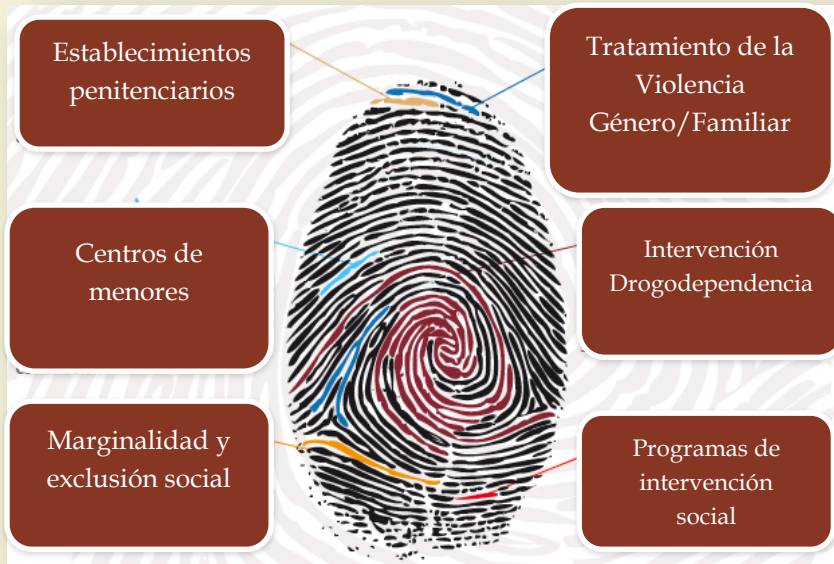 Establecimientos
penitenciarios
Tratamiento de la
Violencia
Género/Familiar
Centros de
menores
Intervención
Drogodependencia
Marginalidad y
exclusión social
Programas de
intervención
social